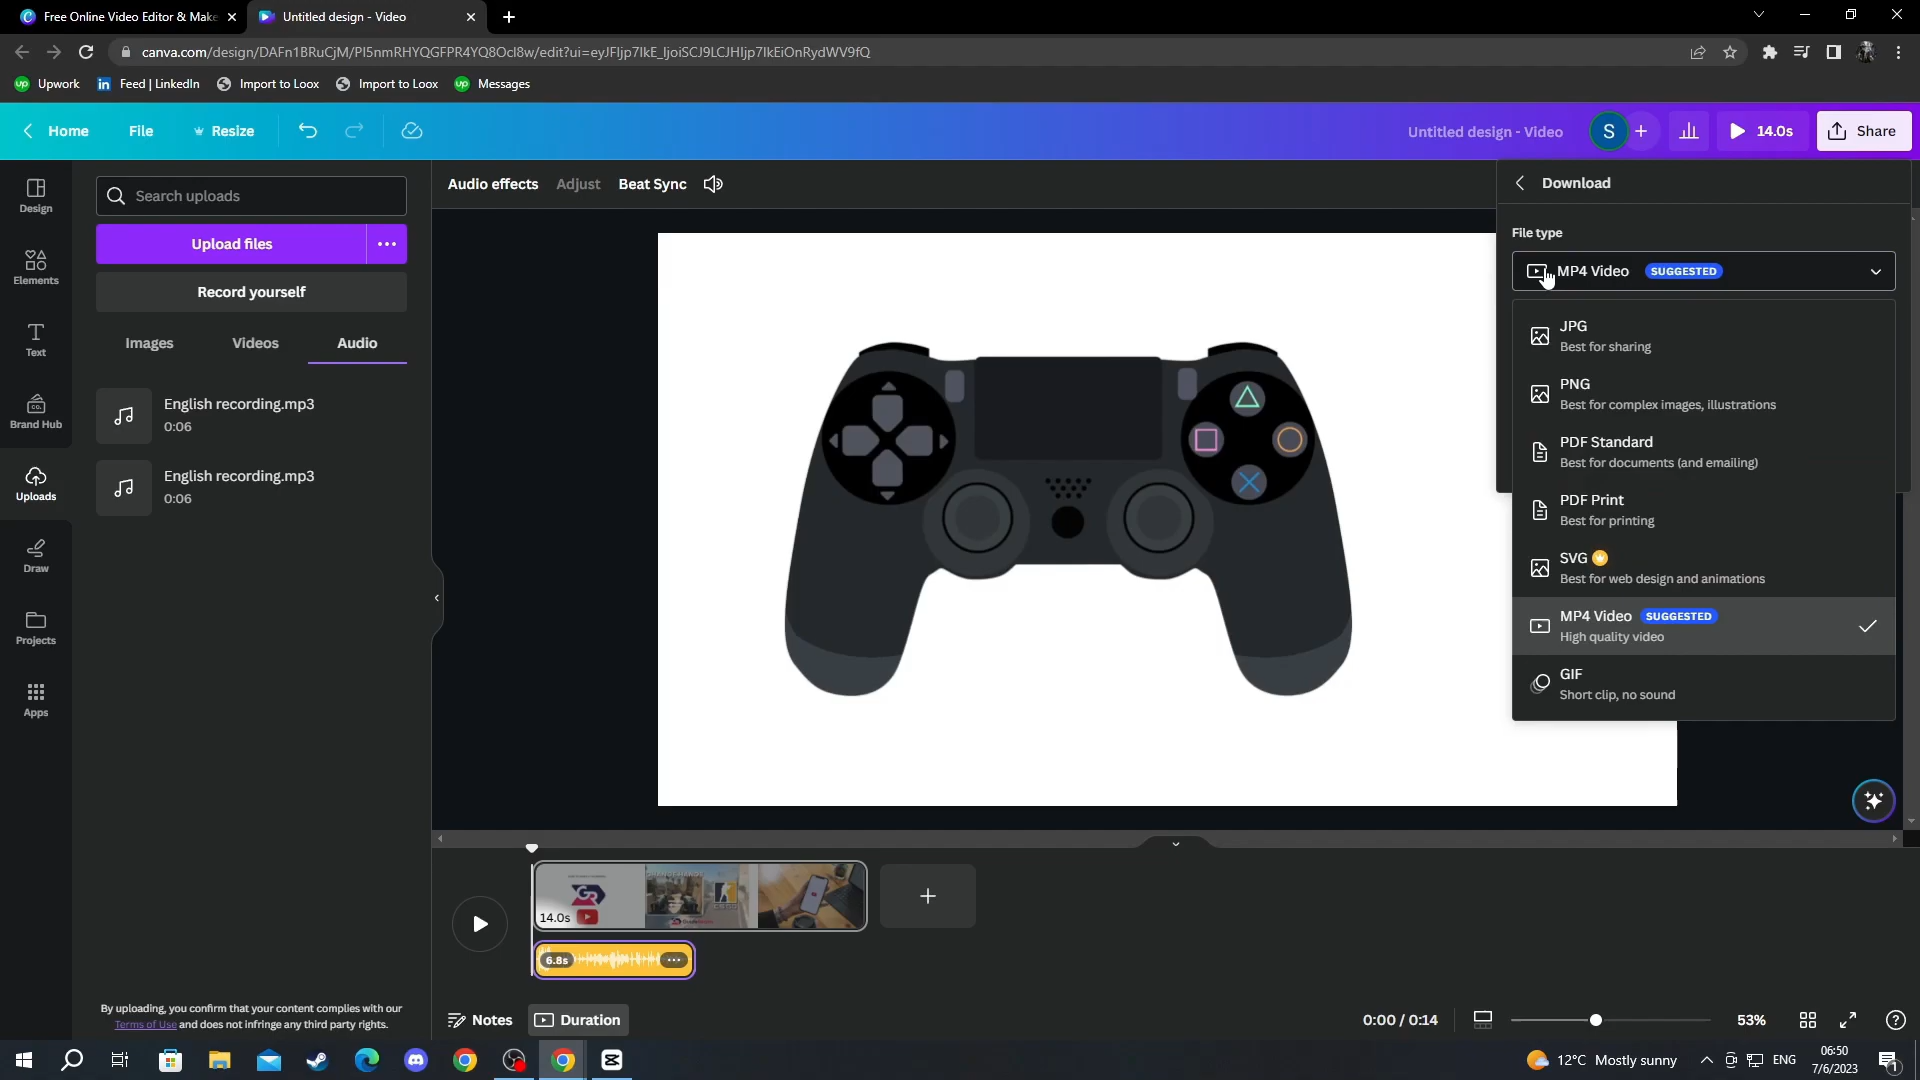 Free Online Video Editor & Make
Untitled design - Video
canva.com/design/DAFn1BRuCjM/PI5nmRHYQGFPR4YQ8Ocl8w/edit?ui=eyJFIjp7IkE_IjoiSCJ9LCJHIjp7IkEiOnRydWV9fQ
Upwork
Feed | LinkedIn
Import to Loox
Import to Loox
Messages
Home
File
Resize
Untitled design - Video
S
14.0s
Share
Design
Elements
Text
CO.
Brand Hub
Uploads
Draw
Projects
Apps
Search uploads
Upload files
Record yourself
Images
Videos
Audio
English recording.mp3
0:06
English recording.mp3
0:06
By uploading, you confirm that your content complies with our
Terms of Use and does not infringe any third party rights.
Audio effects
Adjust
Beat Sync
Download
File type
MP4 Video SUGGESTED
JPG
Best for sharing
PNG
Best for complex images, illustrations
PDF Standard
Best for documents (and emailing)
PDF Print
Best for printing
SVG
Best for web design and animations
MP4 Video SUGGESTED
High quality video
GIF
Short clip, no sound
14.0s
6.8s
Notes
Duration
0:00 / 0:14
53%
12°C Mostly sunny
ENG
06:50
7/6/2023
1